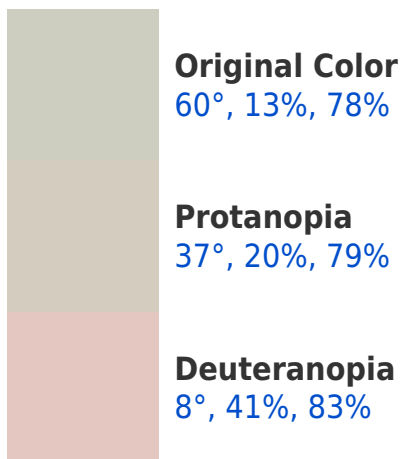 Original Color
60°, 13%, 78%
Protanopia
37°, 20%, 79%
Deuteranopia
8°, 41%, 83%